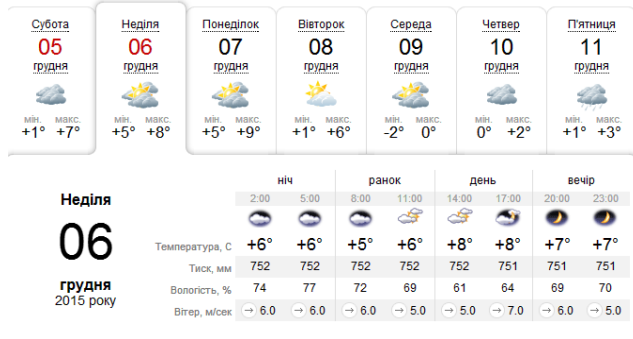 Субота Неділя Понеділок Вівторок Середа Четвер П'ятниця
05 06 07 08 09 10 11
грудня грудня грудня грудня грудня грудня грудня
мін. макс. мін. макс. мін. макс. мін. макс. мін. макс. мін. макс. мін. макс.
+1° +7° +5° +8° +5° +9° +1° +6° -2° 0° 0° +2° +1° +3°
ніч ранок день вечір
Неділя 2:00 5:00 8:00 11:00 14:00 17:00 20:00 23:00
06
Температура, С +6° +6° +5° +6° +8° +8° +7° +7°
Тиск, мм 752 752 752 752 752 751 751 751
грудня
Вологість, % 74 77 72 69 61 64 69 70
2015 року
Вітер, м/сек → 6.0 → 6.0 → 6.0 → 5.0 → 5.0 → 7.0 → 6.0 → 5.0